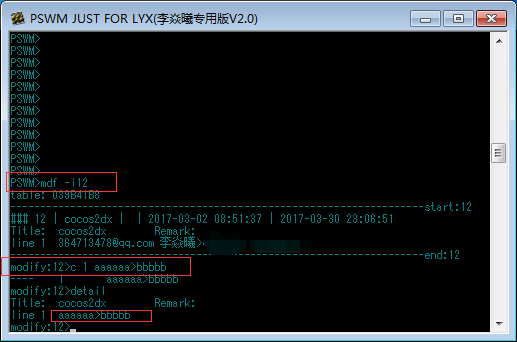 PSWM JUST FOR LYX(李焱曦专用版V2.0)
PSWM>
PSWM>
PSWM>
PSWM>
PSWM>
PSWM>
PSWM>
PSWM>
PSWM>
PSWM>
PSWM>
PSWM>
PSWM>mdf -i12
table: 039B41B8
----------------------------------------------------------start:12
### 12 | cocos2dx | | 2017-03-02 08:51:37 | 2017-03-30 23:06:51
Title: cocos2dx Remark:
line 1 364713473@qq.com 李焱曦>
----------------------------------------------------------end:12
modify:12>c 1 aaaaaa>bbbbb
---- | aaaaaa>bbbbb
modify:12>detail
Title: cocos2dx Remark:
line 1 aaaaaa>bbbbb
modify:12>